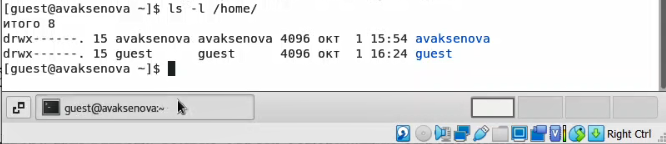 [guest@avaksenova ~]$ ls -l /home/
итого 8
drwx------. 15 avaksenova avaksenova 4096 окт  1 15:54 avaksenova
drwx------. 15 guest      guest      4096 окт  1 16:24 guest
[guest@avaksenova ~]$
guest@avaksenova:~
Right Ctrl